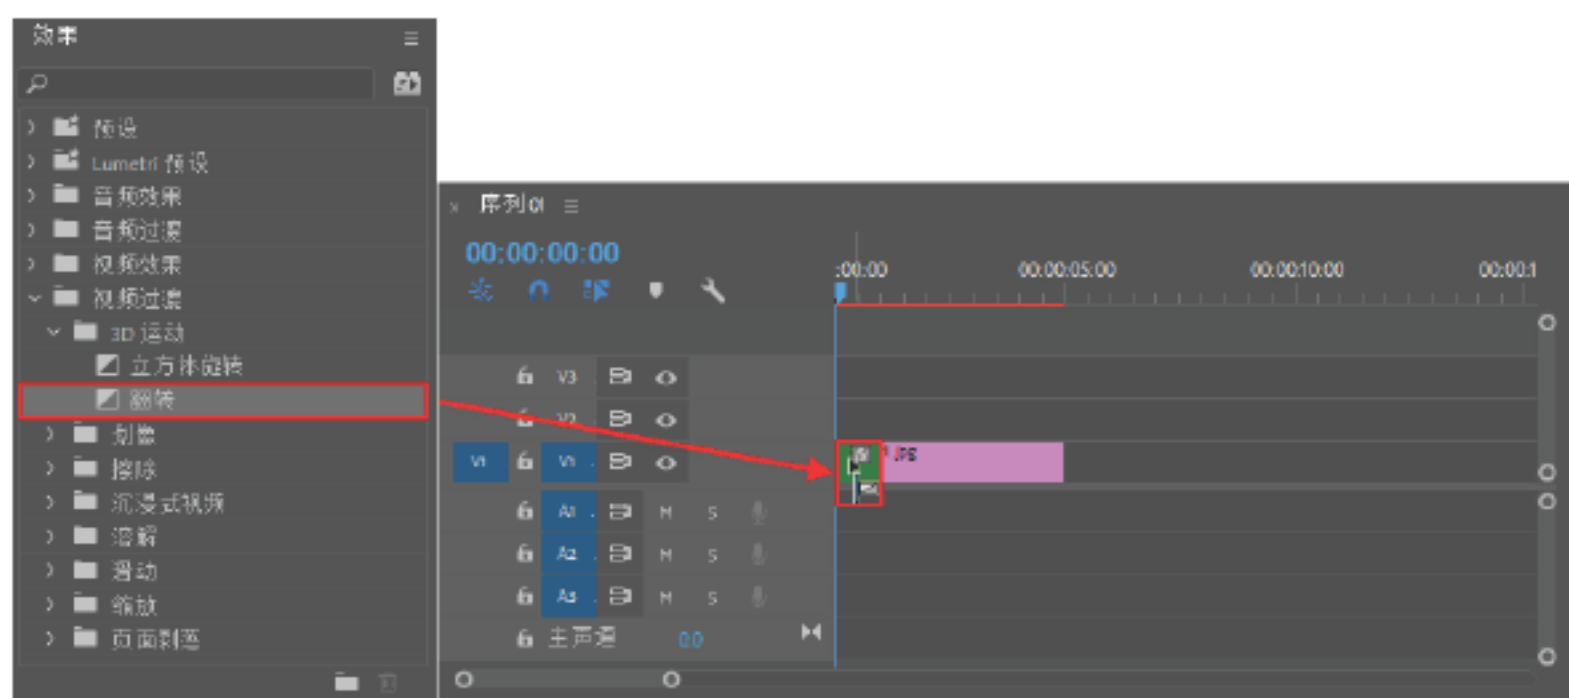 效果
预设
Lumetri 预设
音频效果
音频过渡
视频效果
视频过渡
3D 运动
立方体旋转
翻转
划像
擦除
沉浸式视频
溶解
滑动
缩放
页面剥落
序列 01
00:00:00:00
:00:00 00:00:05:00 00:00:10:00 00:00:1
V3
V2
V1 V1
fx JPG
A1 M S
A2 M S
A3 M S
主声道 0.0